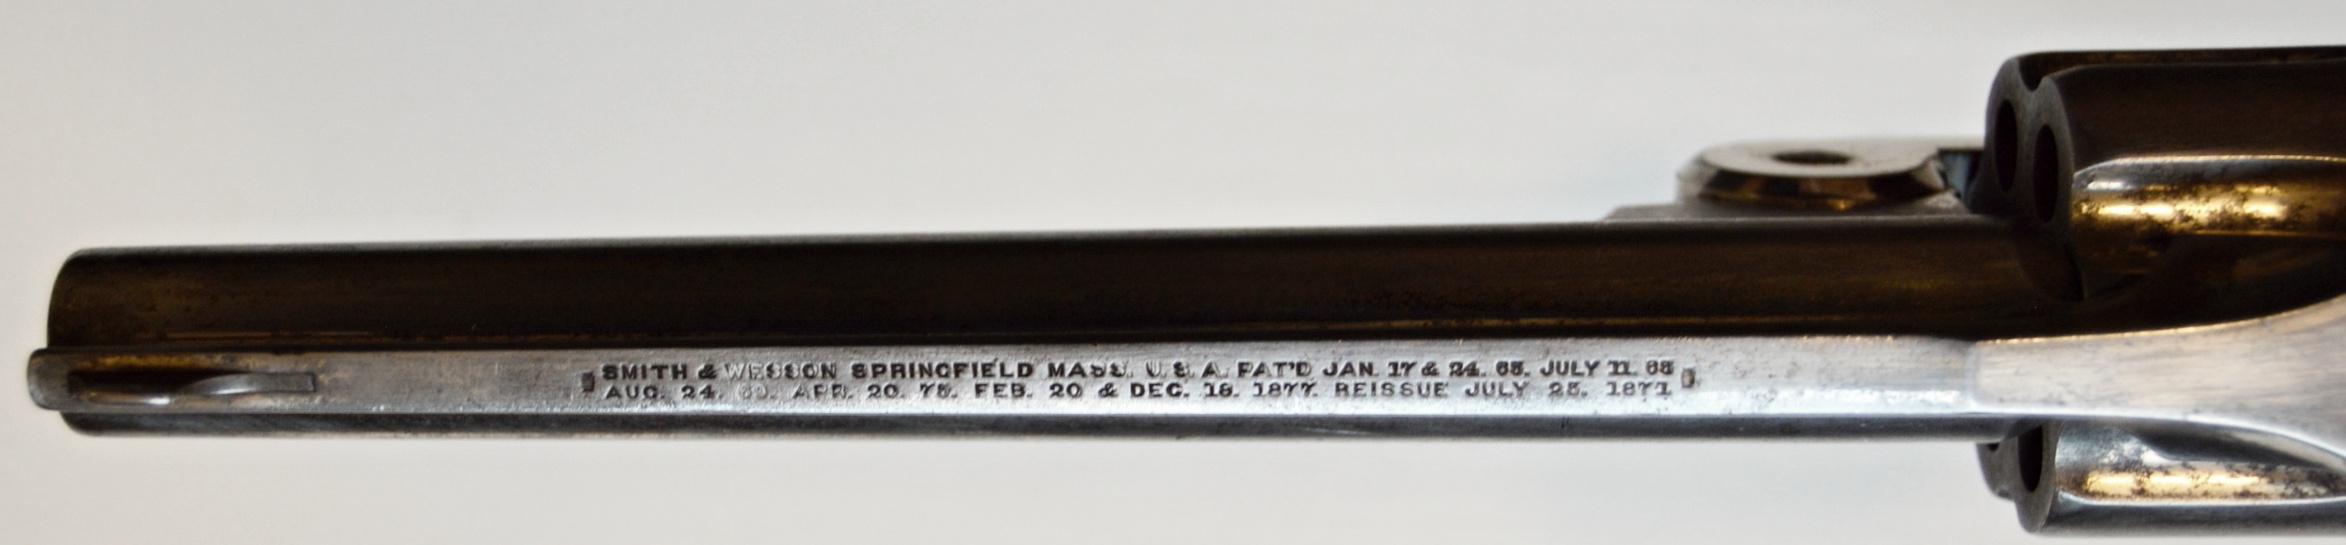 SMITH & WESSON SPRINGFIELD MASS. U.S.A. PAT'D JAN. 17 & 24. 65. JULY 11. 65
AUG. 24. 69. APR. 20. 75. FEB. 20 & DEC. 18. 1877. REISSUE JULY 25. 1871